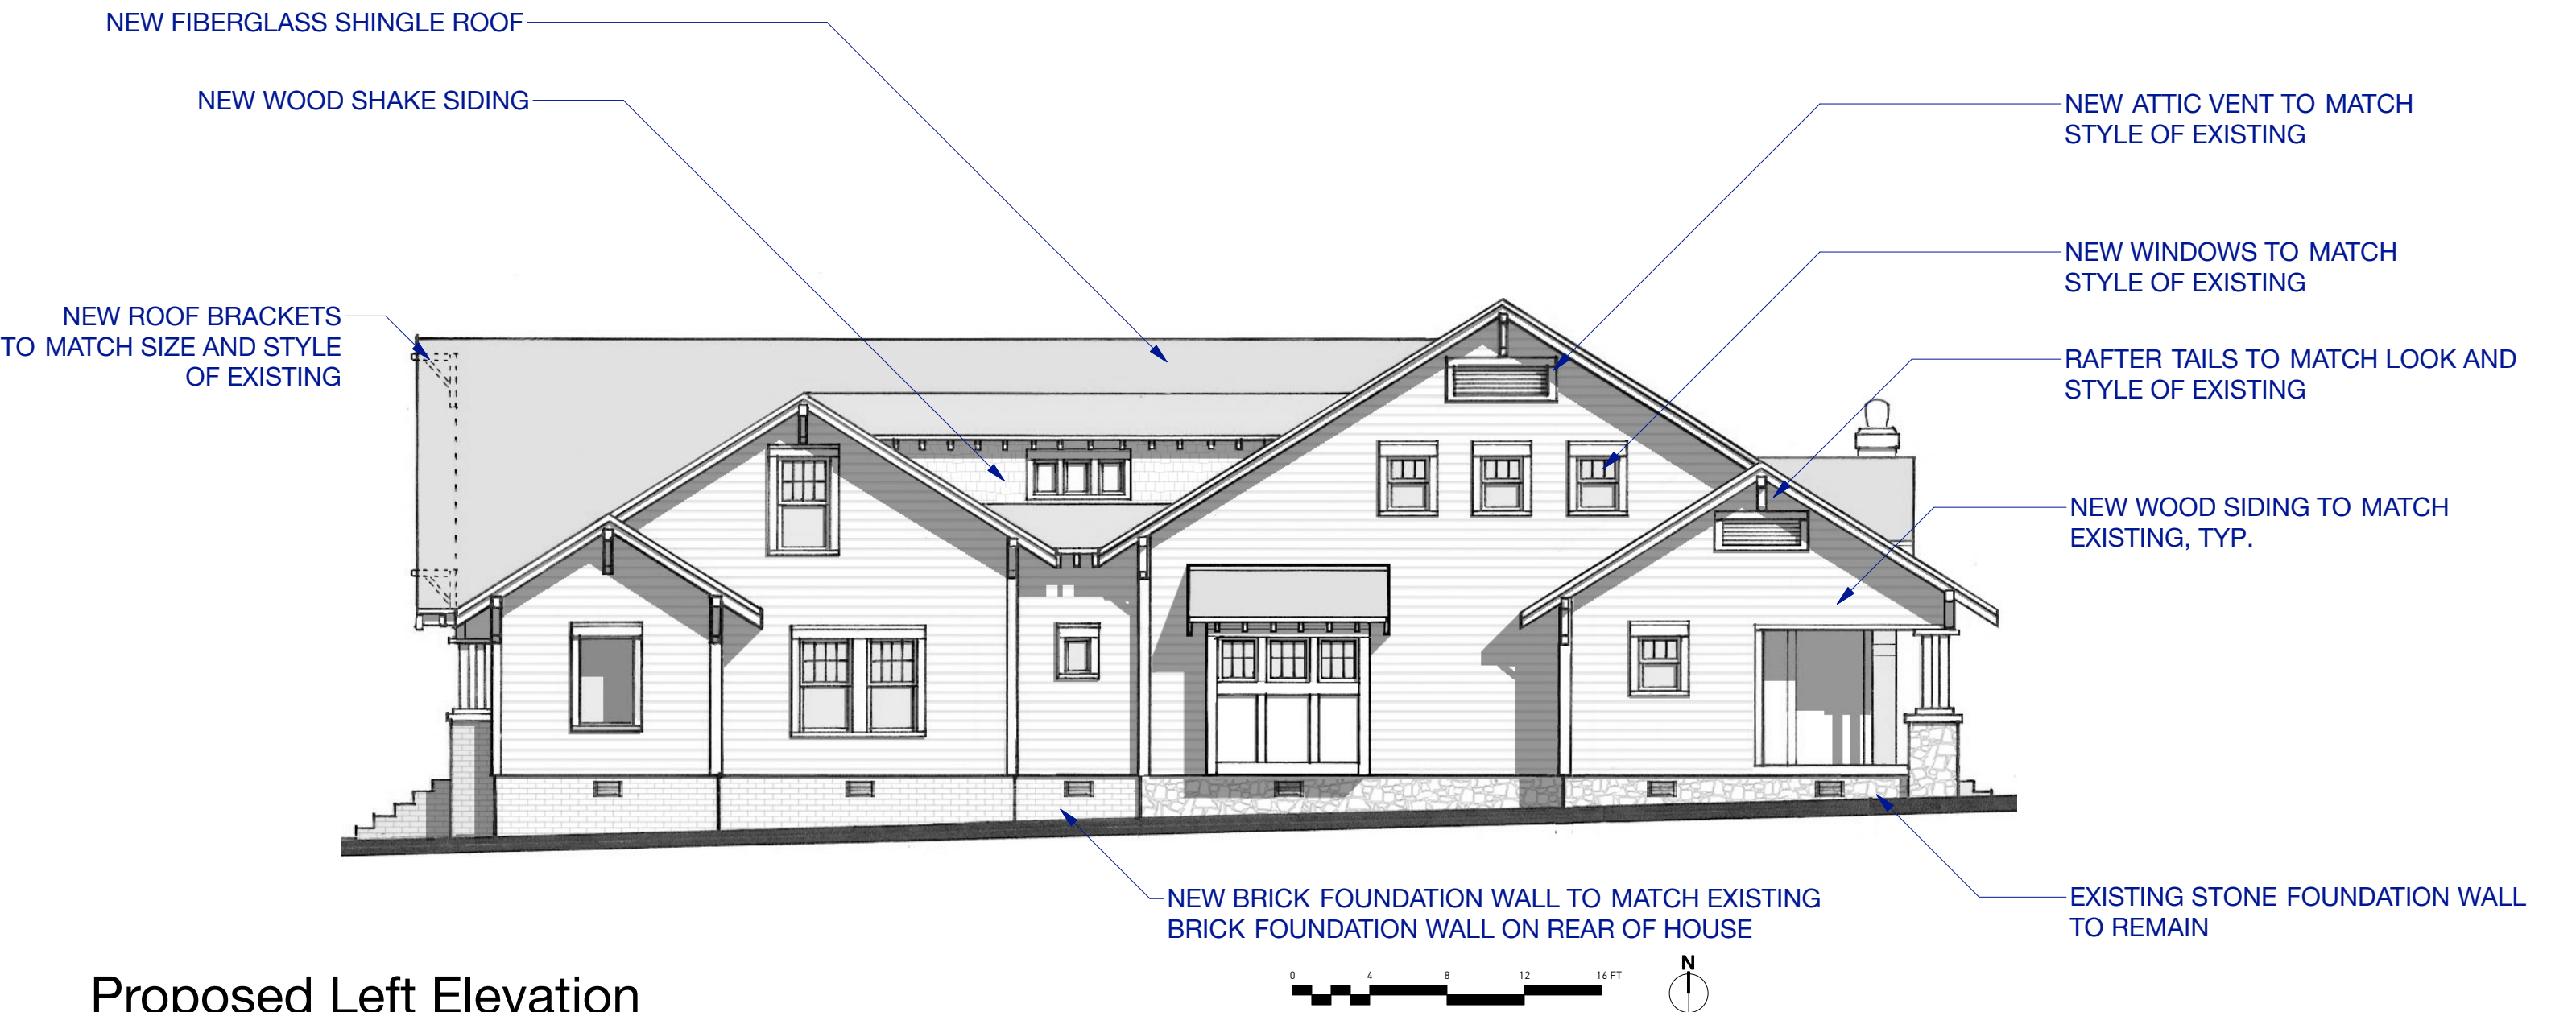 NEW FIBERGLASS SHINGLE ROOF
NEW WOOD SHAKE SIDING
NEW ROOF BRACKETS
TO MATCH SIZE AND STYLE
OF EXISTING
NEW ATTIC VENT TO MATCH
STYLE OF EXISTING
NEW WINDOWS TO MATCH
STYLE OF EXISTING
RAFTER TAILS TO MATCH LOOK AND
STYLE OF EXISTING
NEW WOOD SIDING TO MATCH
EXISTING, TYP.
NEW BRICK FOUNDATION WALL TO MATCH EXISTING
BRICK FOUNDATION WALL ON REAR OF HOUSE
EXISTING STONE FOUNDATION WALL
TO REMAIN
Proposed Left Elevation
0 4 8 12 16 FT
N